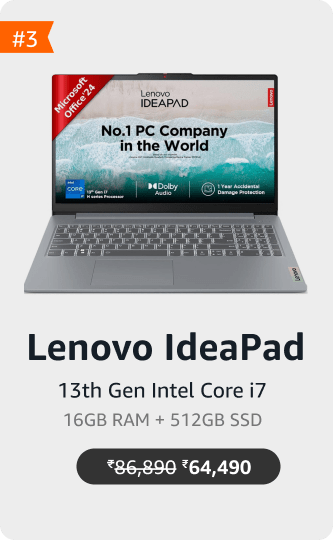 #3
Microsoft
Office'24
Lenovo
IDEAPAD
Lenovo
No.1 PC Company
in the World
intel
CORE
i7
13th Gen i7
H series Processor
Dolby
Audio
1 Year Accidental
Damage Protection
Lenovo
Lenovo IdeaPad
13th Gen Intel Core i7
16GB RAM + 512GB SSD
₹86,890 ₹64,490